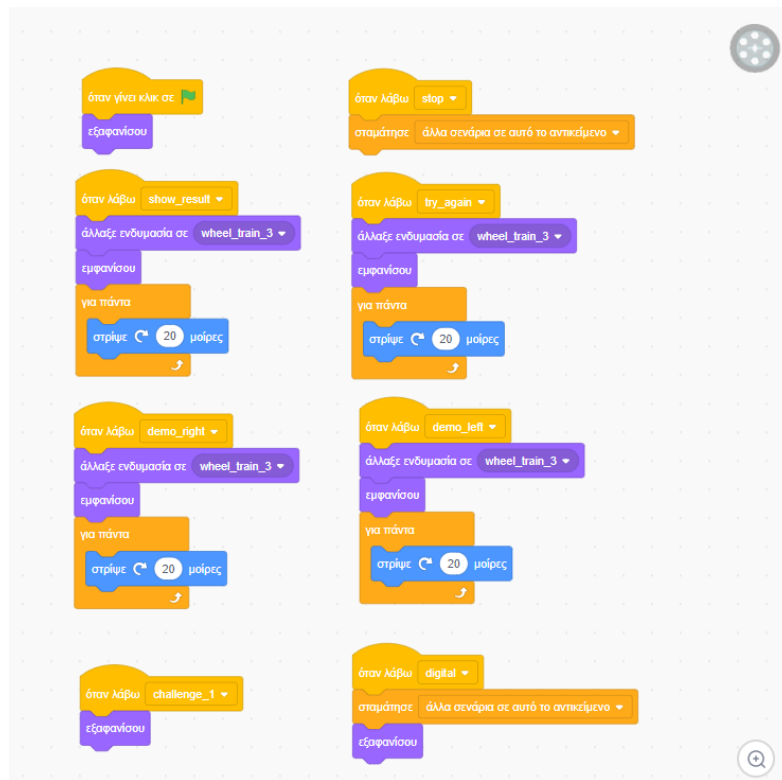 όταν γίνει κλικ σε
εξαφανίσου
όταν λάβω stop
σταμάτησε άλλα σενάρια σε αυτό το αντικείμενο
όταν λάβω show_result
άλλαξε ενδυμασία σε wheel_train_3
εμφανίσου
για πάντα
στρίψε 20 μοίρες
όταν λάβω try_again
άλλαξε ενδυμασία σε wheel_train_3
εμφανίσου
για πάντα
στρίψε 20 μοίρες
όταν λάβω demo_right
άλλαξε ενδυμασία σε wheel_train_3
εμφανίσου
για πάντα
στρίψε 20 μοίρες
όταν λάβω demo_left
άλλαξε ενδυμασία σε wheel_train_3
εμφανίσου
για πάντα
στρίψε 20 μοίρες
όταν λάβω challenge_1
εξαφανίσου
όταν λάβω digital
σταμάτησε άλλα σενάρια σε αυτό το αντικείμενο
εξαφανίσου